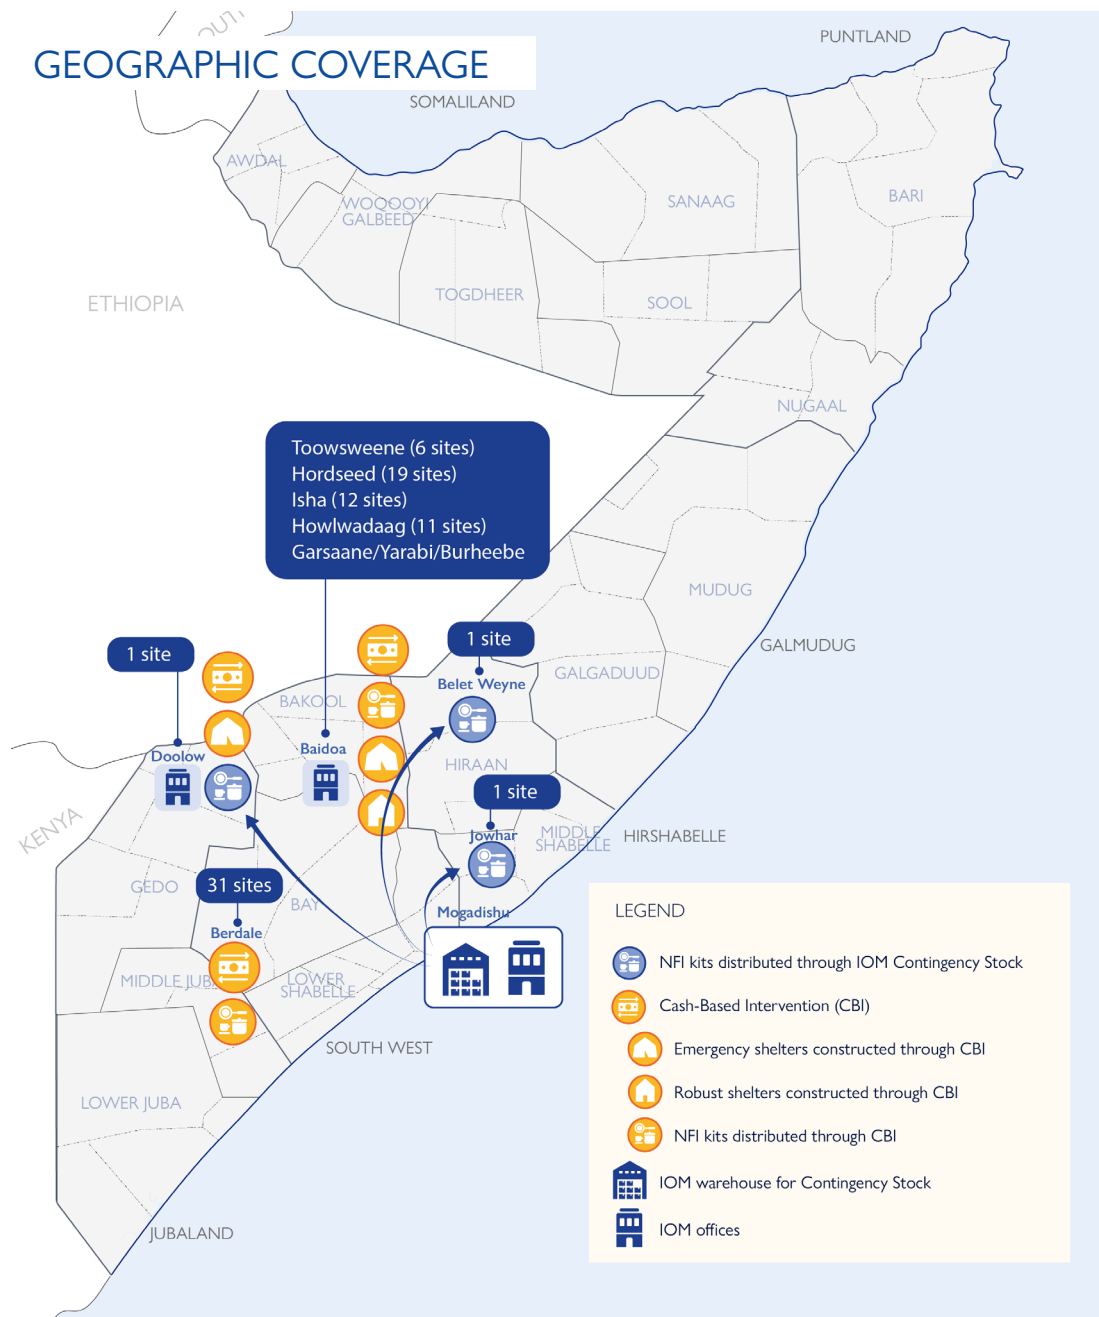 OUTI
GEOGRAPHIC COVERAGE
PUNTLAND
SOMALILAND
AWDAL
WOQOOYI
GALBEED
SANAAG
BARI
ETHIOPIA
TOGDHEER
SOOL
NUGAAL
Toowsweene (6 sites)
Hordseed (19 sites)
Isha (12 sites)
Howlwadaag (11 sites)
Garsaane/Yarabi/Burheebe
MUDUG
GALMUDUG
1 site
1 site
GALGADUUD
Belet Weyne
BAKOOL
Doolow
Baidoa
HIRAAN
1 site
KENYA
Jowhar
MIDDLE
SHABELLE
HIRSHABELLE
GEDO
31 sites
BAY
Mogadishu
Berdale
MIDDLE JUB
LOWER
SHABELLE
SOUTH WEST
LOWER JUBA
JUBALAND
LEGEND
NFI kits distributed through IOM Contingency Stock
Cash-Based Intervention (CBI)
Emergency shelters constructed through CBI
Robust shelters constructed through CBI
NFI kits distributed through CBI
IOM warehouse for Contingency Stock
IOM offices